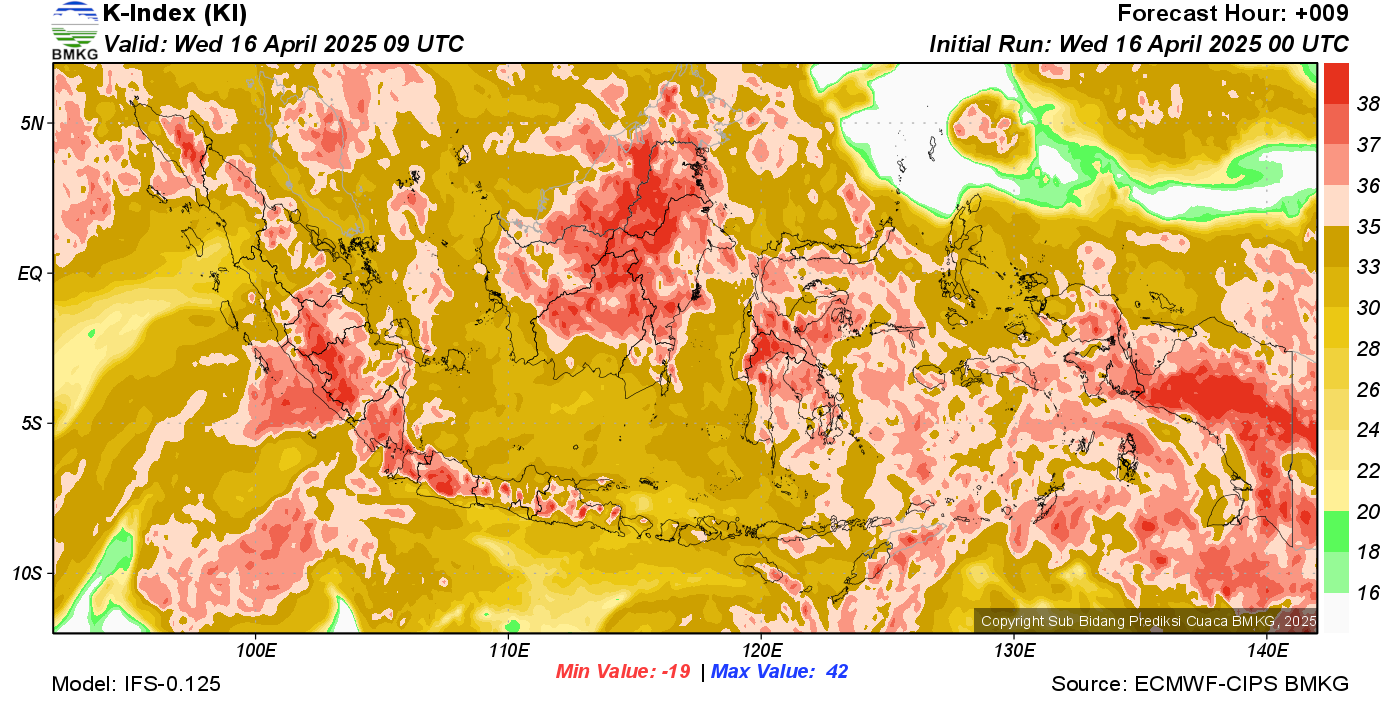 K-Index (KI)
Forecast Hour: +009
BMKG
Valid: Wed 16 April 2025 09 UTC
Initial Run: Wed 16 April 2025 00 UTC
5N
EQ
5S
10S
38
37
36
35
33
30
28
26
24
22
20
18
16
Copyright Sub Bidang Prediksi Cuaca BMKG, 2025
100E
110E
120E
130E
140E
Min Value: -19 | Max Value: 42
Model: IFS-0.125
Source: ECMWF-CIPS BMKG